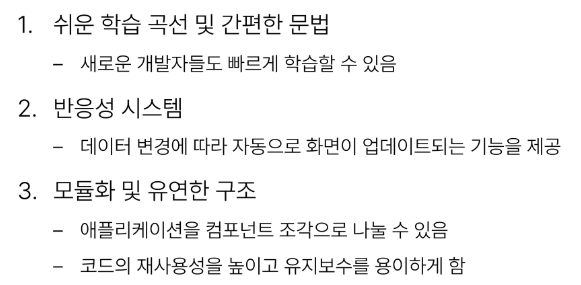 1. 쉬운 학습 곡선 및 간편한 문법
– 새로운 개발자들도 빠르게 학습할 수 있음
2. 반응성 시스템
– 데이터 변경에 따라 자동으로 화면이 업데이트되는 기능을 제공
3. 모듈화 및 유연한 구조
– 애플리케이션을 컴포넌트 조각으로 나눌 수 있음
– 코드의 재사용성을 높이고 유지보수를 용이하게 함